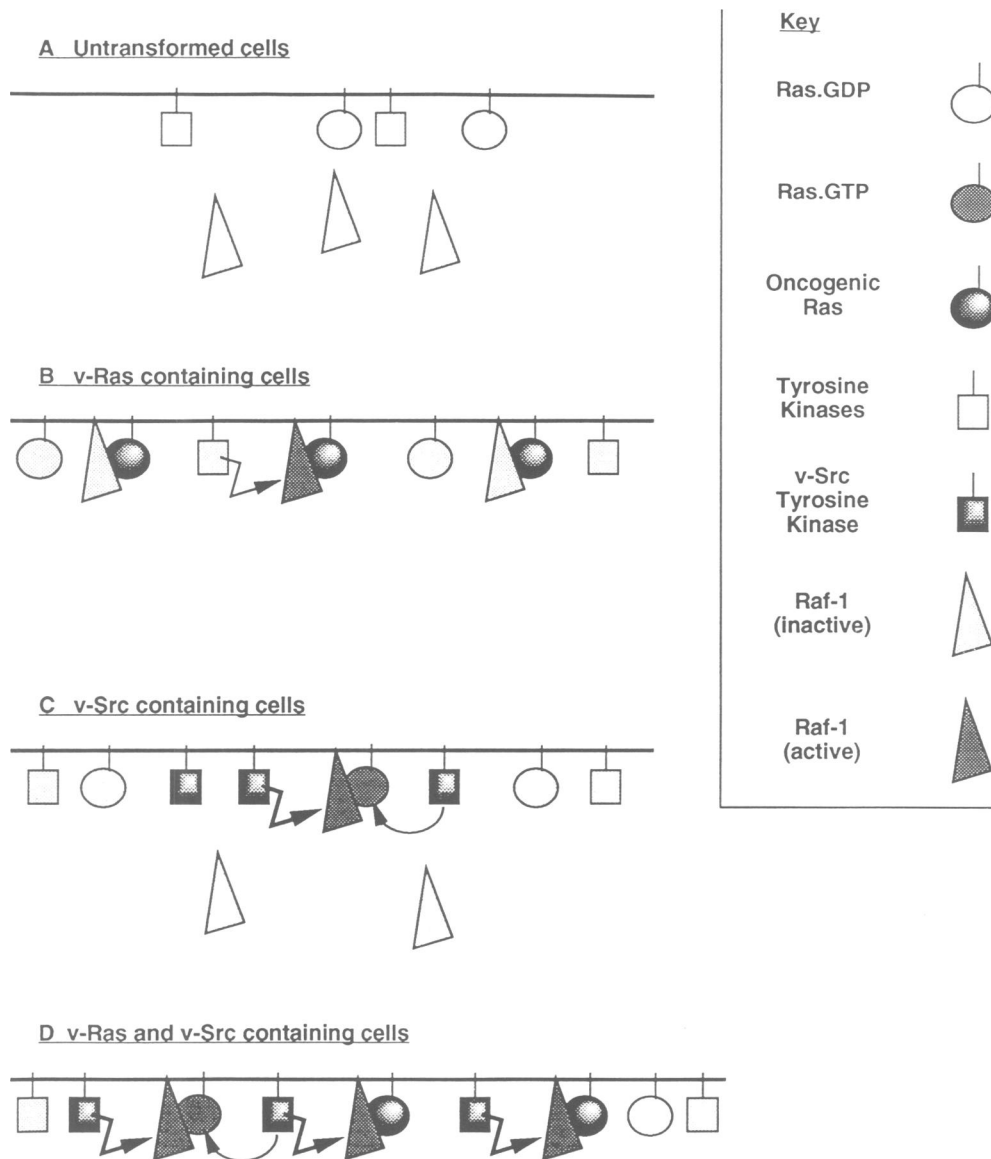 A Untransformed cells
B v-Ras containing cells
C v-Src containing cells
D v-Ras and v-Src containing cells
Key
Ras.GDP
Ras.GTP
Oncogenic
Ras
Tyrosine
Kinases
v-Src
Tyrosine
Kinase
Raf-1
(inactive)
Raf-1
(active)